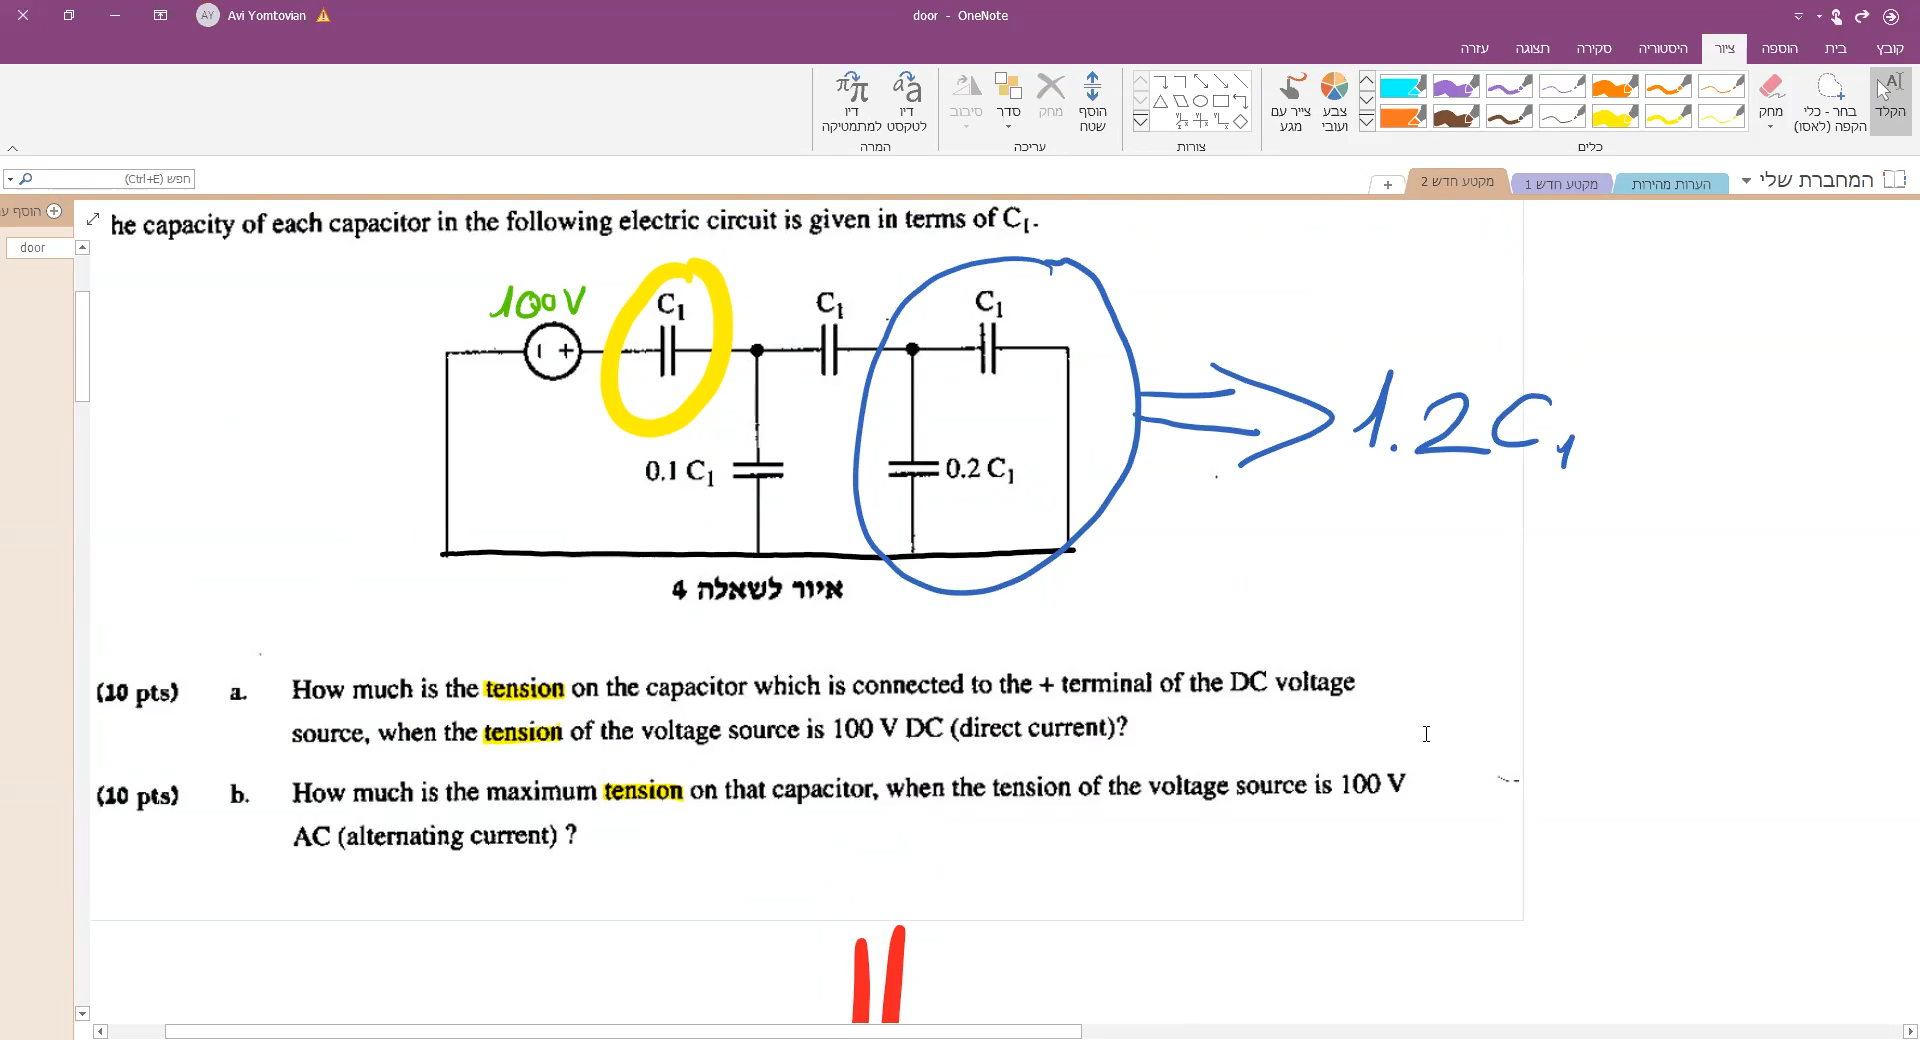 door - OneNote
Avi Yomtovian
AY
קובץ בית הוספה ציור היסטוריה סקירה תצוגה עזרה
הקלד
בחר - כלי הקפה (לאסו)
מחק
כלים
צבע ועובי
צייר עם מגע
צורות
הוסף שטח
מחק
סדר
סיבוב
עריכה
דיו לטקסט
דיו למתמטיקה
המרה
המחברת שלי
הערות מהירות
מקטע חדש 1
מקטע חדש 2
+
חפש (Ctrl+E)
הוסף
door
he capacity of each capacitor in the following electric circuit is given in terms of C1.
100V
C1
C1
C1
+
0.1 C1
0.2 C1
1.2C1
איור לשאלה 4
(10 pts) a. How much is the tension on the capacitor which is connected to the + terminal of the DC voltage
source, when the tension of the voltage source is 100 V DC (direct current)?
(10 pts) b. How much is the maximum tension on that capacitor, when the tension of the voltage source is 100 V
AC (alternating current) ?